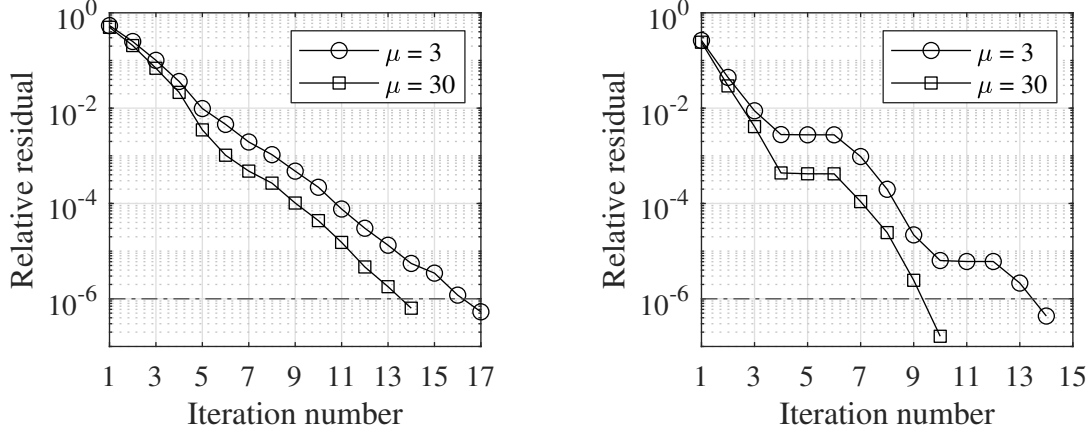 10^0
10^-2
10^-4
10^-6
Relative residual
μ = 3
μ = 30
1 3 5 7 9 11 13 15 17
Iteration number
10^0
10^-2
10^-4
10^-6
Relative residual
μ = 3
μ = 30
1 3 5 7 9 11 13 15
Iteration number